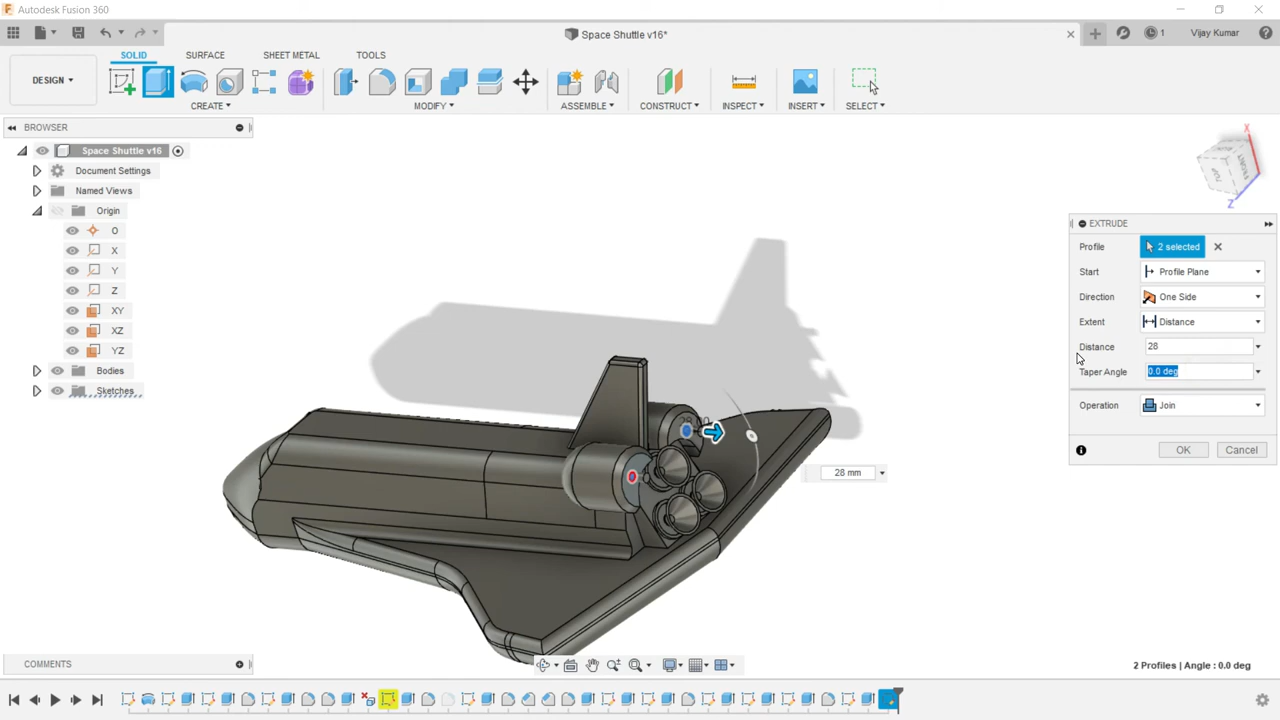 Autodesk Fusion 360
Space Shuttle v16*
1
Vijay Kumar
SOLID
SURFACE
SHEET METAL
TOOLS
DESIGN
CREATE
MODIFY
ASSEMBLE
CONSTRUCT
INSPECT
INSERT
SELECT
BROWSER
Space Shuttle v16
Document Settings
Named Views
Origin
O
X
Y
Z
XY
XZ
YZ
Bodies
Sketches
X
Z
EXTRUDE
Profile
2 selected
Start
Profile Plane
Direction
One Side
Extent
Distance
Distance
28
Taper Angle
0.0 deg
Operation
Join
OK
Cancel
28 mm
COMMENTS
2 Profiles | Angle : 0.0 deg